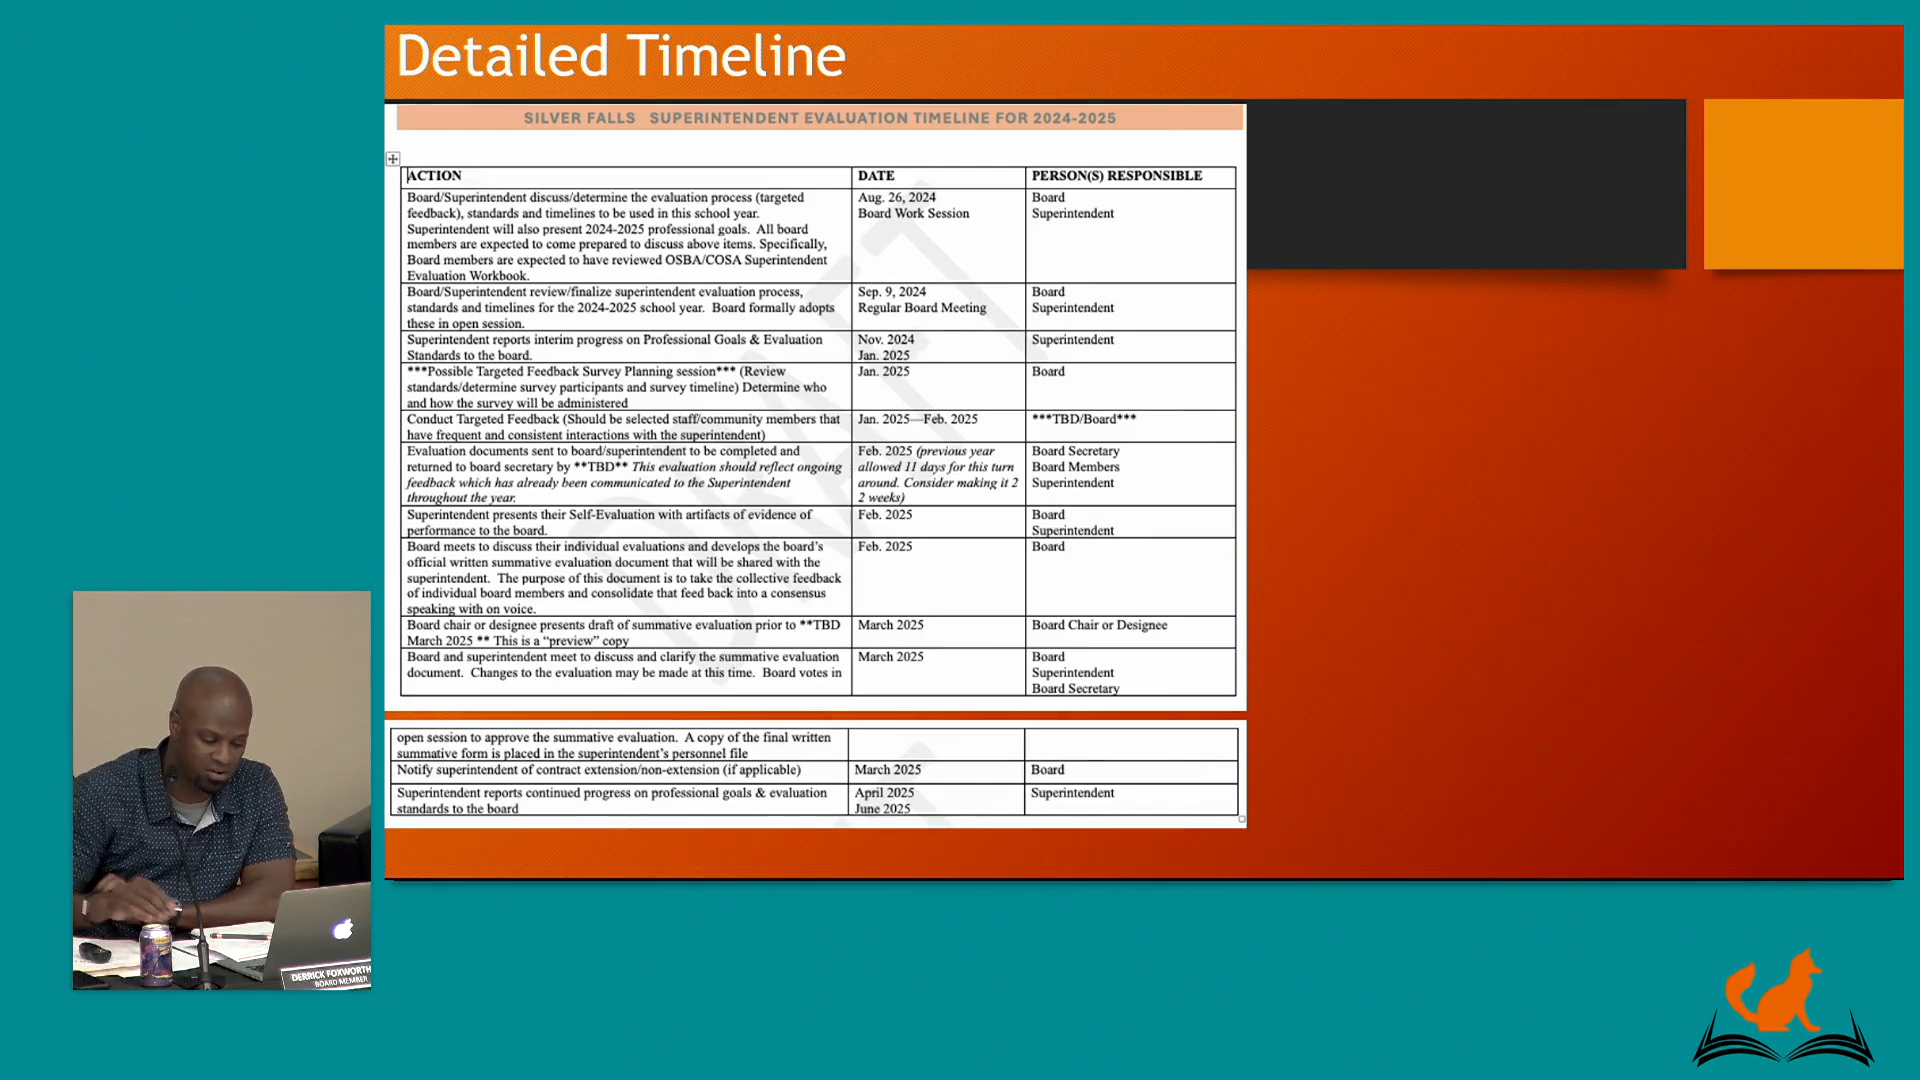 Detailed Timeline
SILVER FALLS SUPERINTENDENT EVALUATION TIMELINE FOR 2024-2025
ACTION DATE PERSON(S) RESPONSIBLE
Board/Superintendent discuss/determine the evaluation process (targeted
feedback), standards and timelines to be used in this school year.
Superintendent will also present 2024-2025 professional goals. All board
members are expected to come prepared to discuss above items. Specifically,
Board members are expected to have reviewed OSBA/COSA Superintendent
Evaluation Workbook.
Aug. 26, 2024
Board Work Session
Board
Superintendent
Board/Superintendent review/finalize superintendent evaluation process,
standards and timelines for the 2024-2025 school year. Board formally adopts
these in open session.
Sep. 9, 2024
Regular Board Meeting
Board
Superintendent
Superintendent reports interim progress on Professional Goals & Evaluation
Standards to the board.
Nov. 2024
Jan. 2025
Superintendent
***Possible Targeted Feedback Survey Planning session*** (Review
standards/determine survey participants and survey timeline) Determine who
and how the survey will be administered
Jan. 2025
Board
Conduct Targeted Feedback (Should be selected staff/community members that
have frequent and consistent interactions with the superintendent)
Jan. 2025—Feb. 2025
***TBD/Board***
Evaluation documents sent to board/superintendent to be completed and
returned to board secretary by **TBD** This evaluation should reflect ongoing
feedback which has already been communicated to the Superintendent
throughout the year.
Feb. 2025 (previous year
allowed 11 days for this turn
around. Consider making it 2
2 weeks)
Board Secretary
Board Members
Superintendent
Superintendent presents their Self-Evaluation with artifacts of evidence of
performance to the board.
Feb. 2025
Board
Superintendent
Board meets to discuss their individual evaluations and develops the board's
official written summative evaluation document that will be shared with the
superintendent. The purpose of this document is to take the collective feedback
of individual board members and consolidate that feed back into a consensus
speaking with on voice.
Feb. 2025
Board
Board chair or designee presents draft of summative evaluation prior to **TBD
March 2025 ** This is a “preview” copy
March 2025
Board Chair or Designee
Board and superintendent meet to discuss and clarify the summative evaluation
document. Changes to the evaluation may be made at this time. Board votes in
March 2025
Board
Superintendent
Board Secretary
open session to approve the summative evaluation. A copy of the final written
summative form is placed in the superintendent's personnel file
Notify superintendent of contract extension/non-extension (if applicable)
March 2025
Board
Superintendent reports continued progress on professional goals & evaluation
standards to the board
April 2025
June 2025
Superintendent
DRAFT
DERRICK FOXWORTH
BOARD MEMBER